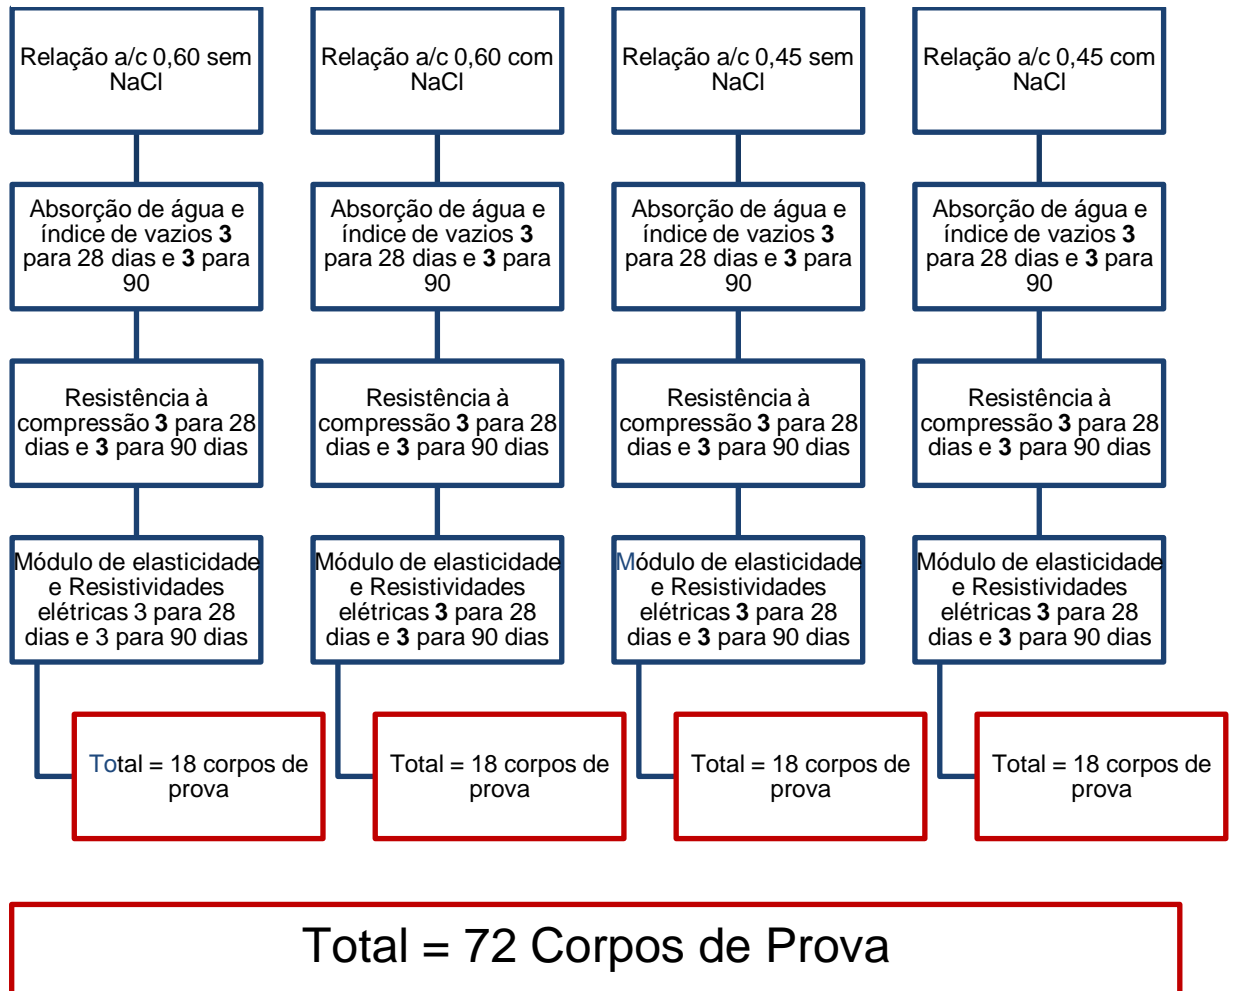 Relação a/c 0,60 sem
NaCl
Relação a/c 0,60 com
NaCl
Relação a/c 0,45 sem
NaCl
Relação a/c 0,45 com
NaCl
Absorção de água e
índice de vazios 3
para 28 dias e 3 para
90
Absorção de água e
índice de vazios 3
para 28 dias e 3 para
90
Absorção de água e
índice de vazios 3
para 28 dias e 3 para
90
Absorção de água e
índice de vazios 3
para 28 dias e 3 para
90
Resistência à
compressão 3 para 28
dias e 3 para 90 dias
Resistência à
compressão 3 para 28
dias e 3 para 90 dias
Resistência à
compressão 3 para 28
dias e 3 para 90 dias
Resistência à
compressão 3 para 28
dias e 3 para 90 dias
Módulo de elasticidade
e Resistividades
elétricas 3 para 28
dias e 3 para 90 dias
Módulo de elasticidade
e Resistividades
elétricas 3 para 28
dias e 3 para 90 dias
Módulo de elasticidade
e Resistividades
elétricas 3 para 28
dias e 3 para 90 dias
Módulo de elasticidade
e Resistividades
elétricas 3 para 28
dias e 3 para 90 dias
Total = 18 corpos de
prova
Total = 18 corpos de
prova
Total = 18 corpos de
prova
Total = 18 corpos de
prova
Total = 72 Corpos de Prova